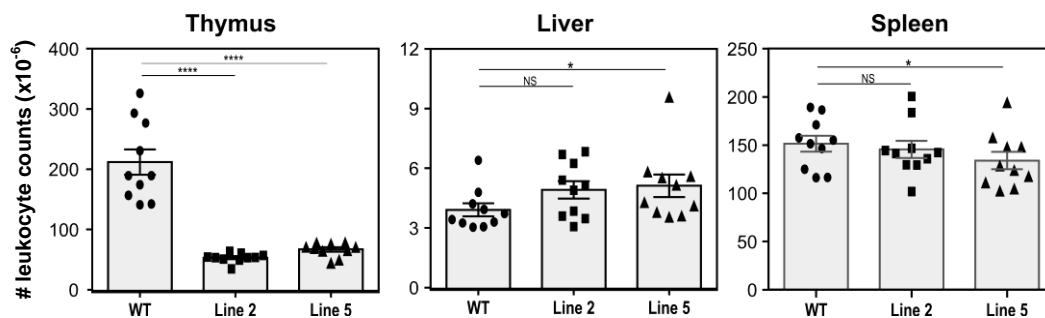 Thymus
# leukocyte counts (x10⁻⁶)
400
300
200
100
0
****
****
WT
Line 2
Line 5
Liver
12
9
6
3
0
*
NS
WT
Line 2
Line 5
Spleen
250
200
150
100
50
0
*
NS
WT
Line 2
Line 5